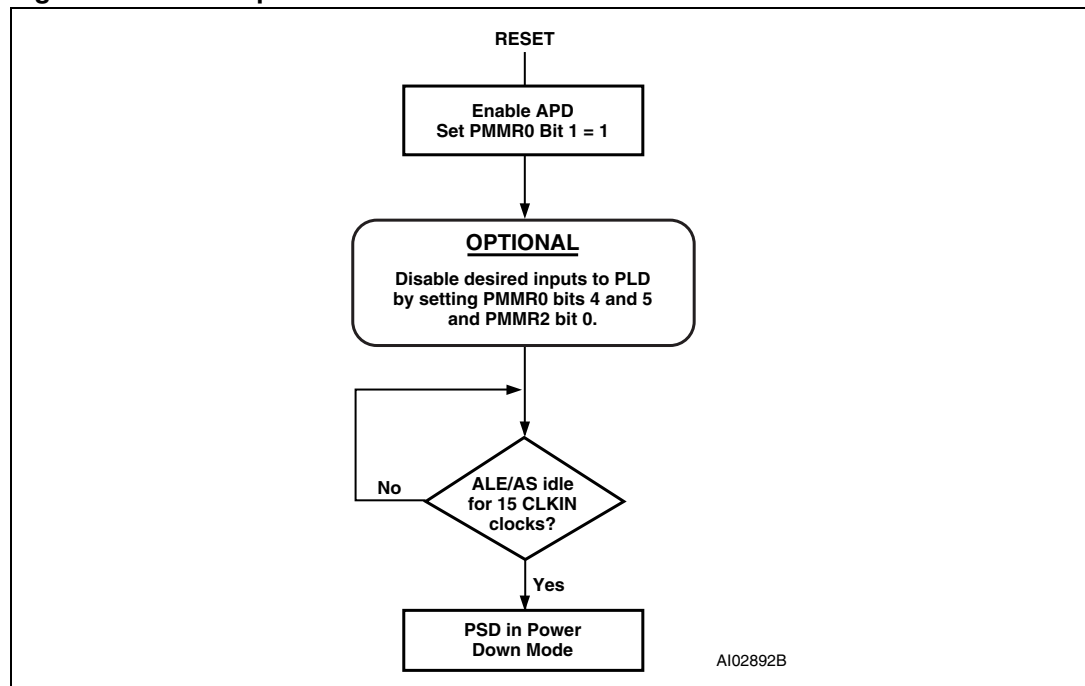 RESET
Enable APD
Set PMMR0 Bit 1 = 1
OPTIONAL
Disable desired inputs to PLD
by setting PMMR0 bits 4 and 5
and PMMR2 bit 0.
No
ALE/AS idle
for 15 CLKIN
clocks?
Yes
PSD in Power
Down Mode
AI02892B